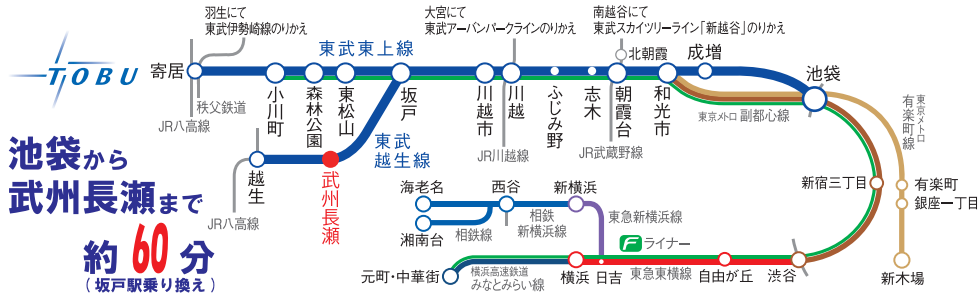 羽生にて
東武伊勢崎線のりかえ
大宮にて
東武アーバンパークラインのりかえ
南越谷にて
東武スカイツリーライン「新越谷」のりかえ
TOBU
寄居
東武東上線
北朝霞
成増
池袋
小川町
森林公園
東松山
坂戸
川越市
川越
ふじみ野
志木
朝霞台
和光市
秩父鉄道
JR八高線
東武
越生線
JR川越線
JR武蔵野線
東京メトロ 副都心線
東京メトロ
有楽町線
池袋から
武州長瀬まで
約60分
(坂戸駅乗り換え)
越生
武州長瀬
JR八高線
海老名
西谷
新横浜
湘南台
相鉄線
相鉄
新横浜線
東急新横浜線
F ライナー
新宿三丁目
有楽町
銀座一丁目
元町・中華街
横浜高速鉄道
みなとみらい線
横浜
日吉
東急東横線
自由が丘
渋谷
新木場